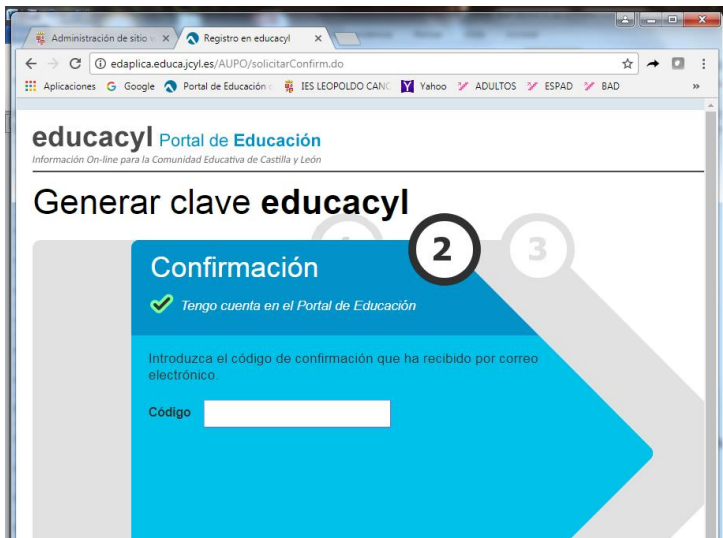 Administración de sitio
Registro en educacyl
edaplica.educa.jcyl.es/AUPO/solicitarConfirm.do
Aplicaciones Google Portal de Educación IES LEOPOLDO CANO Yahoo ADULTOS ESPAD BAD »
educacyl Portal de Educación
Información On-line para la Comunidad Educativa de Castilla y León
Generar clave educacyl
1 2 3
Confirmación
Tengo cuenta en el Portal de Educación
Introduzca el código de confirmación que ha recibido por correo
electrónico.
Código